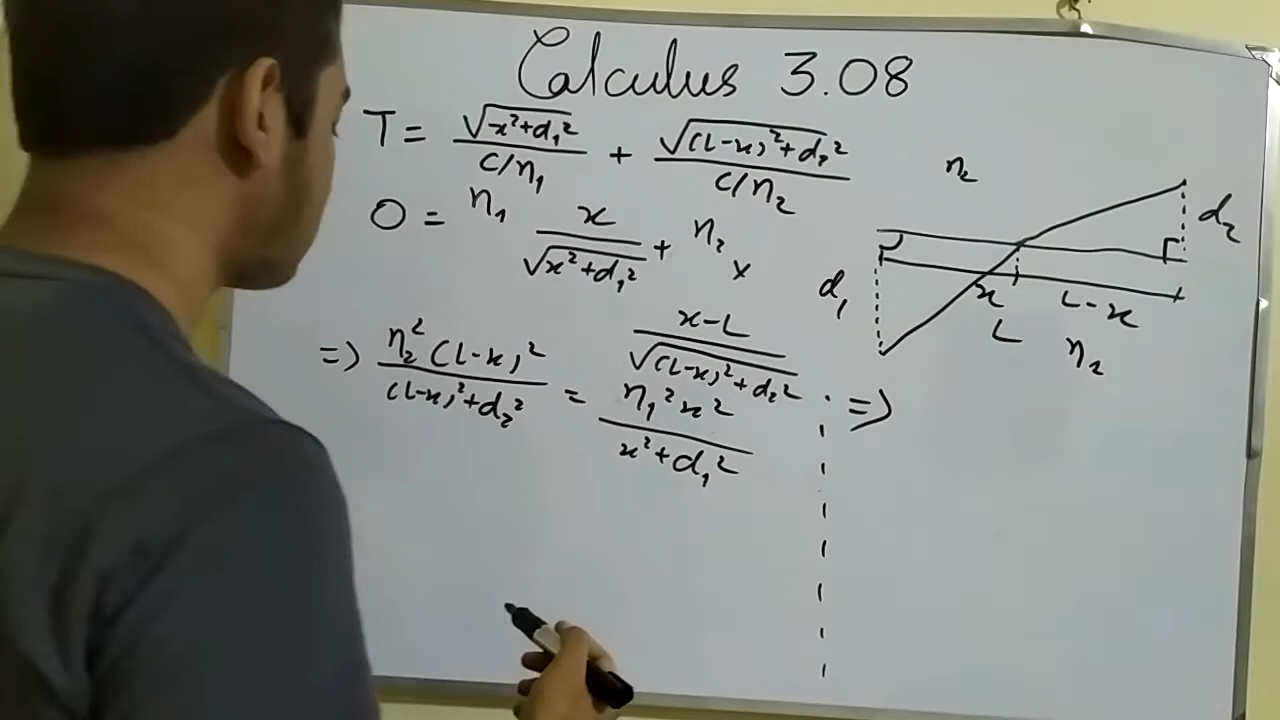 Calculus 3.08
T = √(x²+d₁²) / (c/n₁) + √((L-x)²+d₂²) / (c/n₂)
0 = n₁ x / √(x²+d₁²) + n₂ × (x-L) / √((L-x)²+d₂²)
=> n₂²(L-x)² / ((L-x)²+d₂²) = n₁²x² / (x²+d₁²) =>
n₂
d₂
d₁
x
L-x
L
n₂